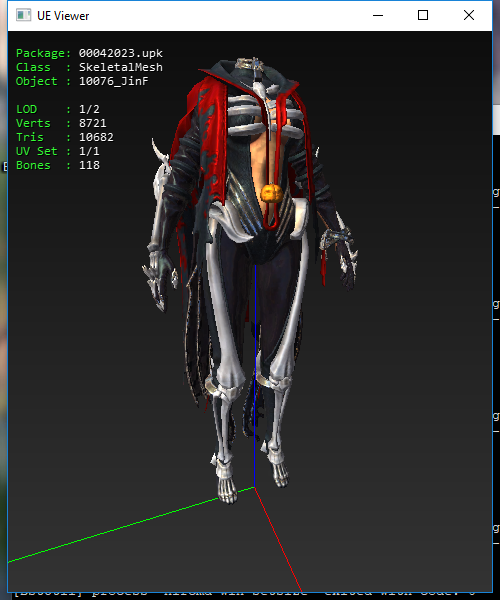 UE Viewer
Package: 00042023.upk
Class : SkeletalMesh
Object : 10076_JinF
LOD : 1/2
Verts : 8721
Tris : 10682
UV Set : 1/1
Bones : 118